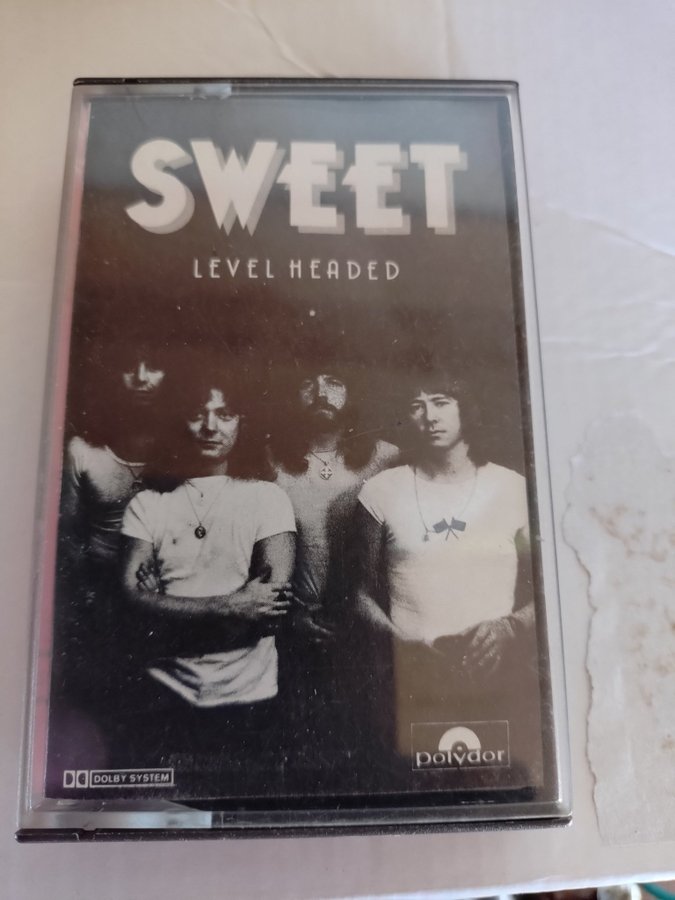 SWEET
LEVEL HEADED
DOLBY SYSTEM
polydor